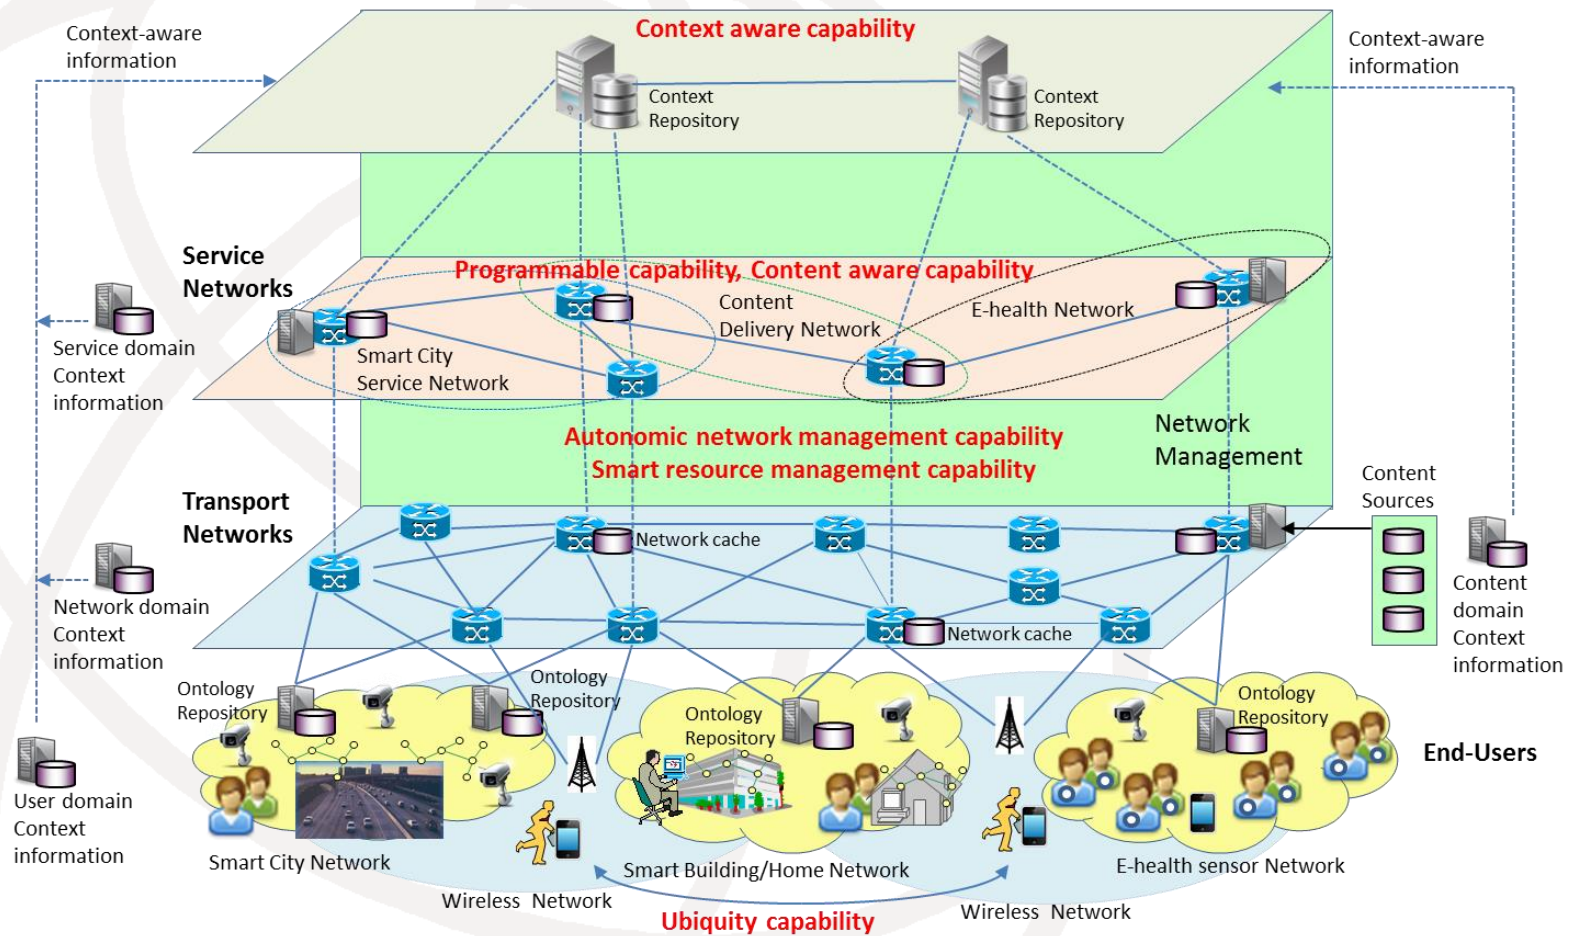 Context aware capability
Context-aware
information
Context-aware
information
Context
Repository
Context
Repository
Service
Networks
Programmable capability, Content aware capability
Content
Delivery Network
E-health Network
Smart City
Service Network
Service domain
Context
information
Autonomic network management capability
Smart resource management capability
Network
Management
Content
Sources
Transport
Networks
Network cache
Network cache
Network domain
Context
information
Content
domain
Context
information
Ontology
Repository
Ontology
Repository
Ontology
Repository
Ontology
Repository
End-Users
User domain
Context
information
Smart City Network
Smart Building/Home Network
E-health sensor Network
Wireless Network
Wireless Network
Ubiquity capability